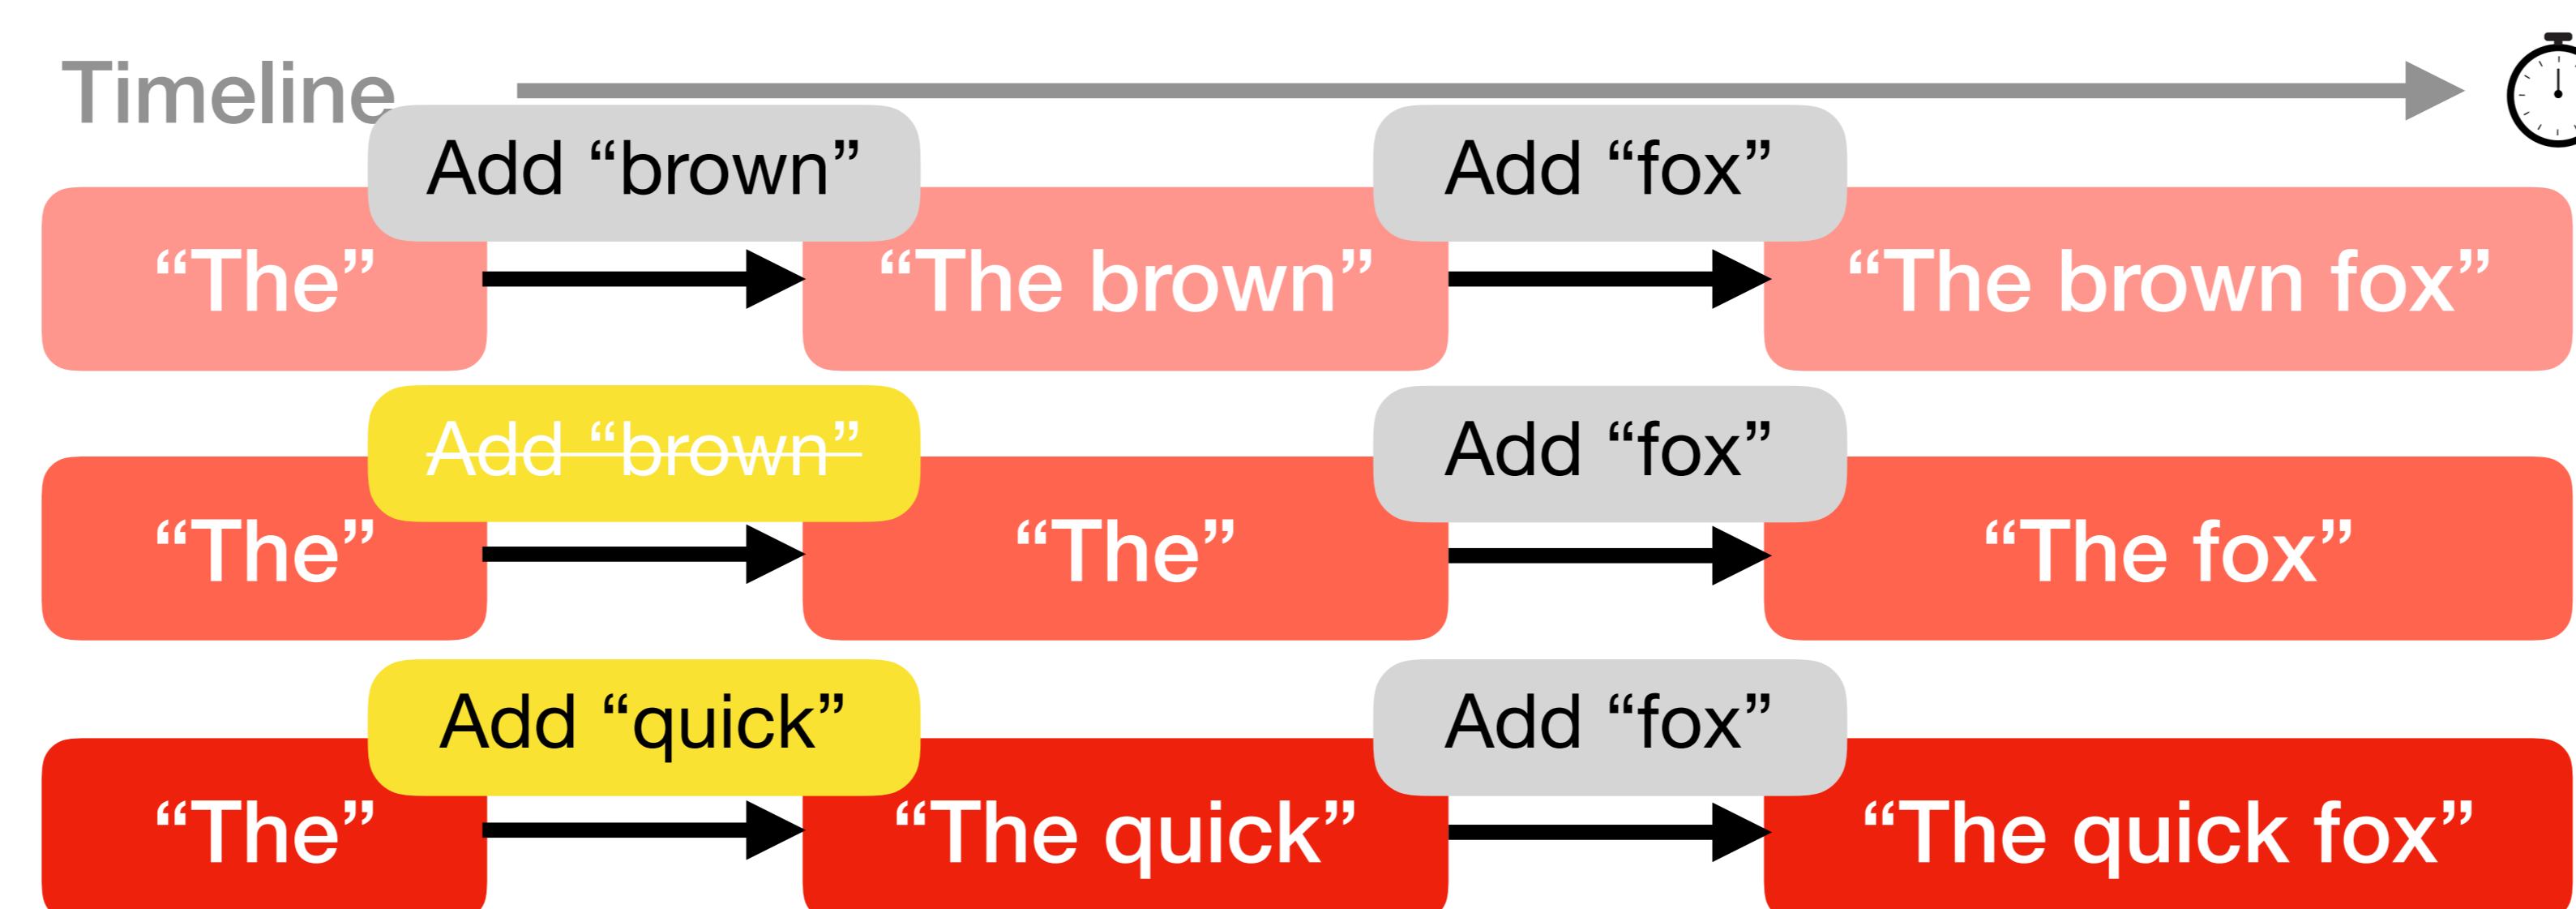 Timeline
Add “brown”
Add “fox”
“The”
“The brown”
“The brown fox”
Add “brown”
Add “fox”
“The”
“The”
“The fox”
Add “quick”
Add “fox”
“The”
“The quick”
“The quick fox”